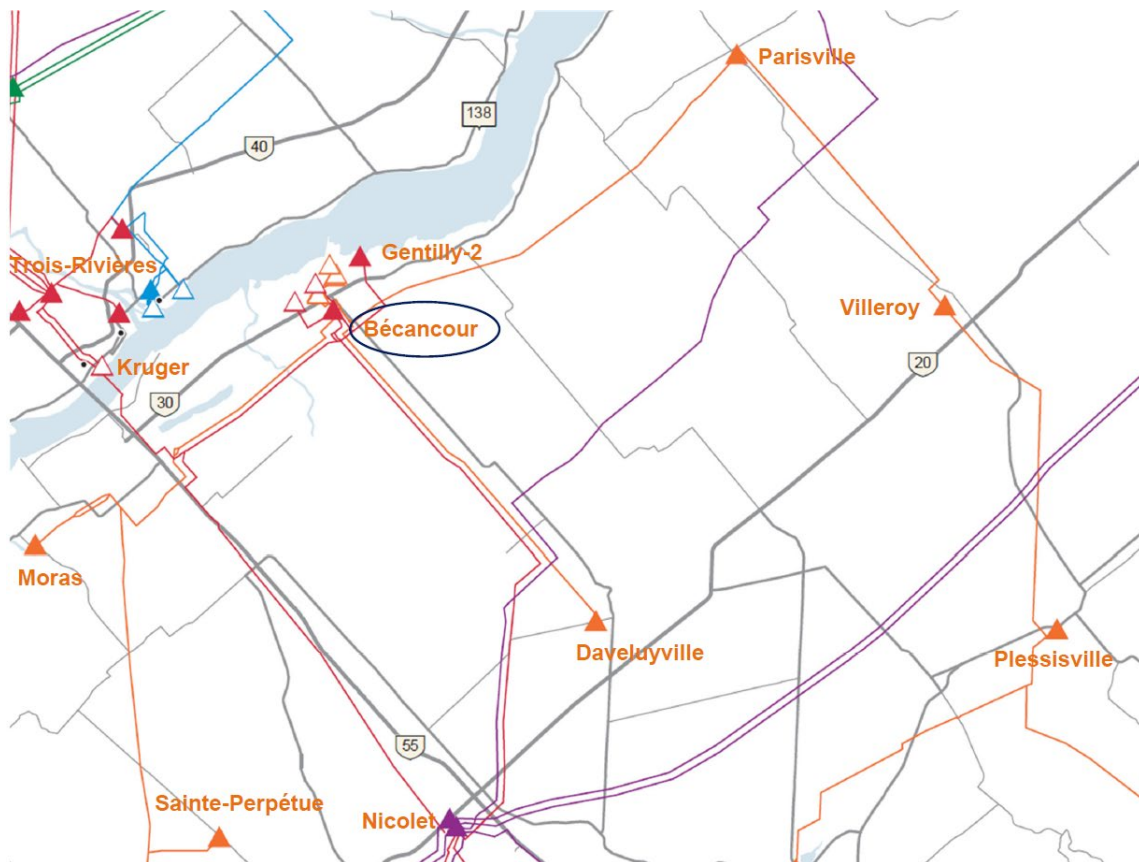 Parisville
138
40
Gentilly-2
Trois-Rivières
Villeroy
Bécancour
20
Kruger
30
Moras
Daveluyville
Plessisville
55
Sainte-Perpétue
Nicolet